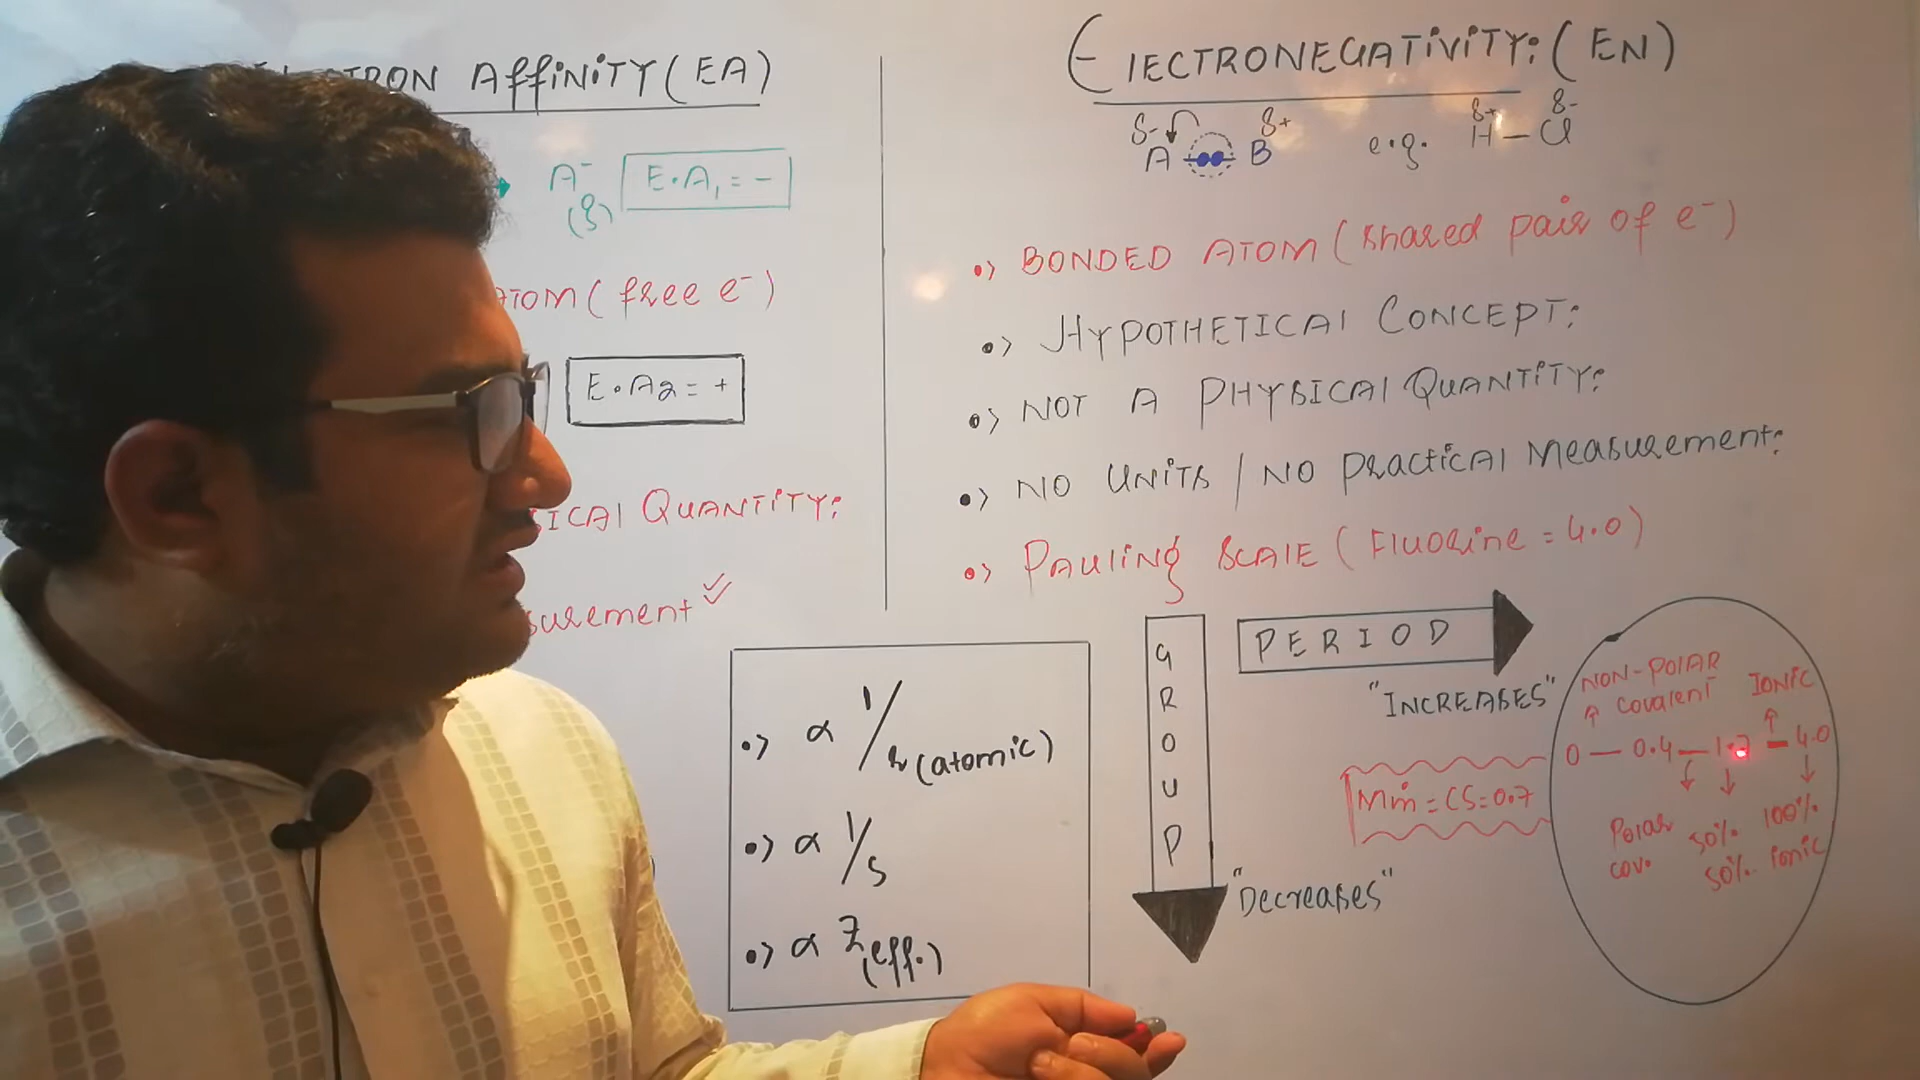 ELECTRON AFFINITY (EA)
A⁻
(g)
E.A₁ = -
ATOM (free e⁻)
E.A₂ = +
SICAL QUANTITY:
surement
ELECTRONEGATIVITY: (EN)
δ- δ+
A B
e.g.
δ+ δ-
H – Cl
•> BONDED ATOM (shared pair of e⁻)
•> HYPOTHETICAL CONCEPT:
•> NOT A PHYSICAL QUANTITY:
•> NO UNITS / NO Practical Measurement:
•> PAULING SCALE (Fluorine = 4.0)
•> α 1/r (atomic)
•> α 1/S
•> α Z(eff.)
GROUP
"Decreases"
PERIOD
"INCREASES"
Min = CS = 0.7
NON-POLAR
Covalent
IONIC
0 — 0.4 — 1.7 — 4.0
Polar
cov.
50%
50%
100%
ionic